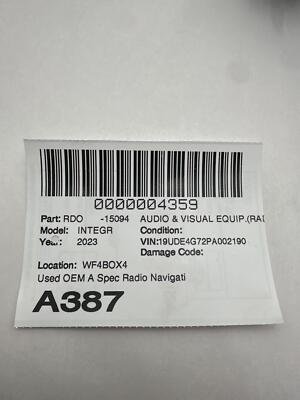 0000004359
Part: RDO -15094 AUDIO & VISUAL EQUIP.(RAD
Model: INTEGR Condition:
Year: 2023 VIN:19UDE4G72PA002190
Damage Code:
Location: WF4BOX4
Used OEM A Spec Radio Navigati
A387